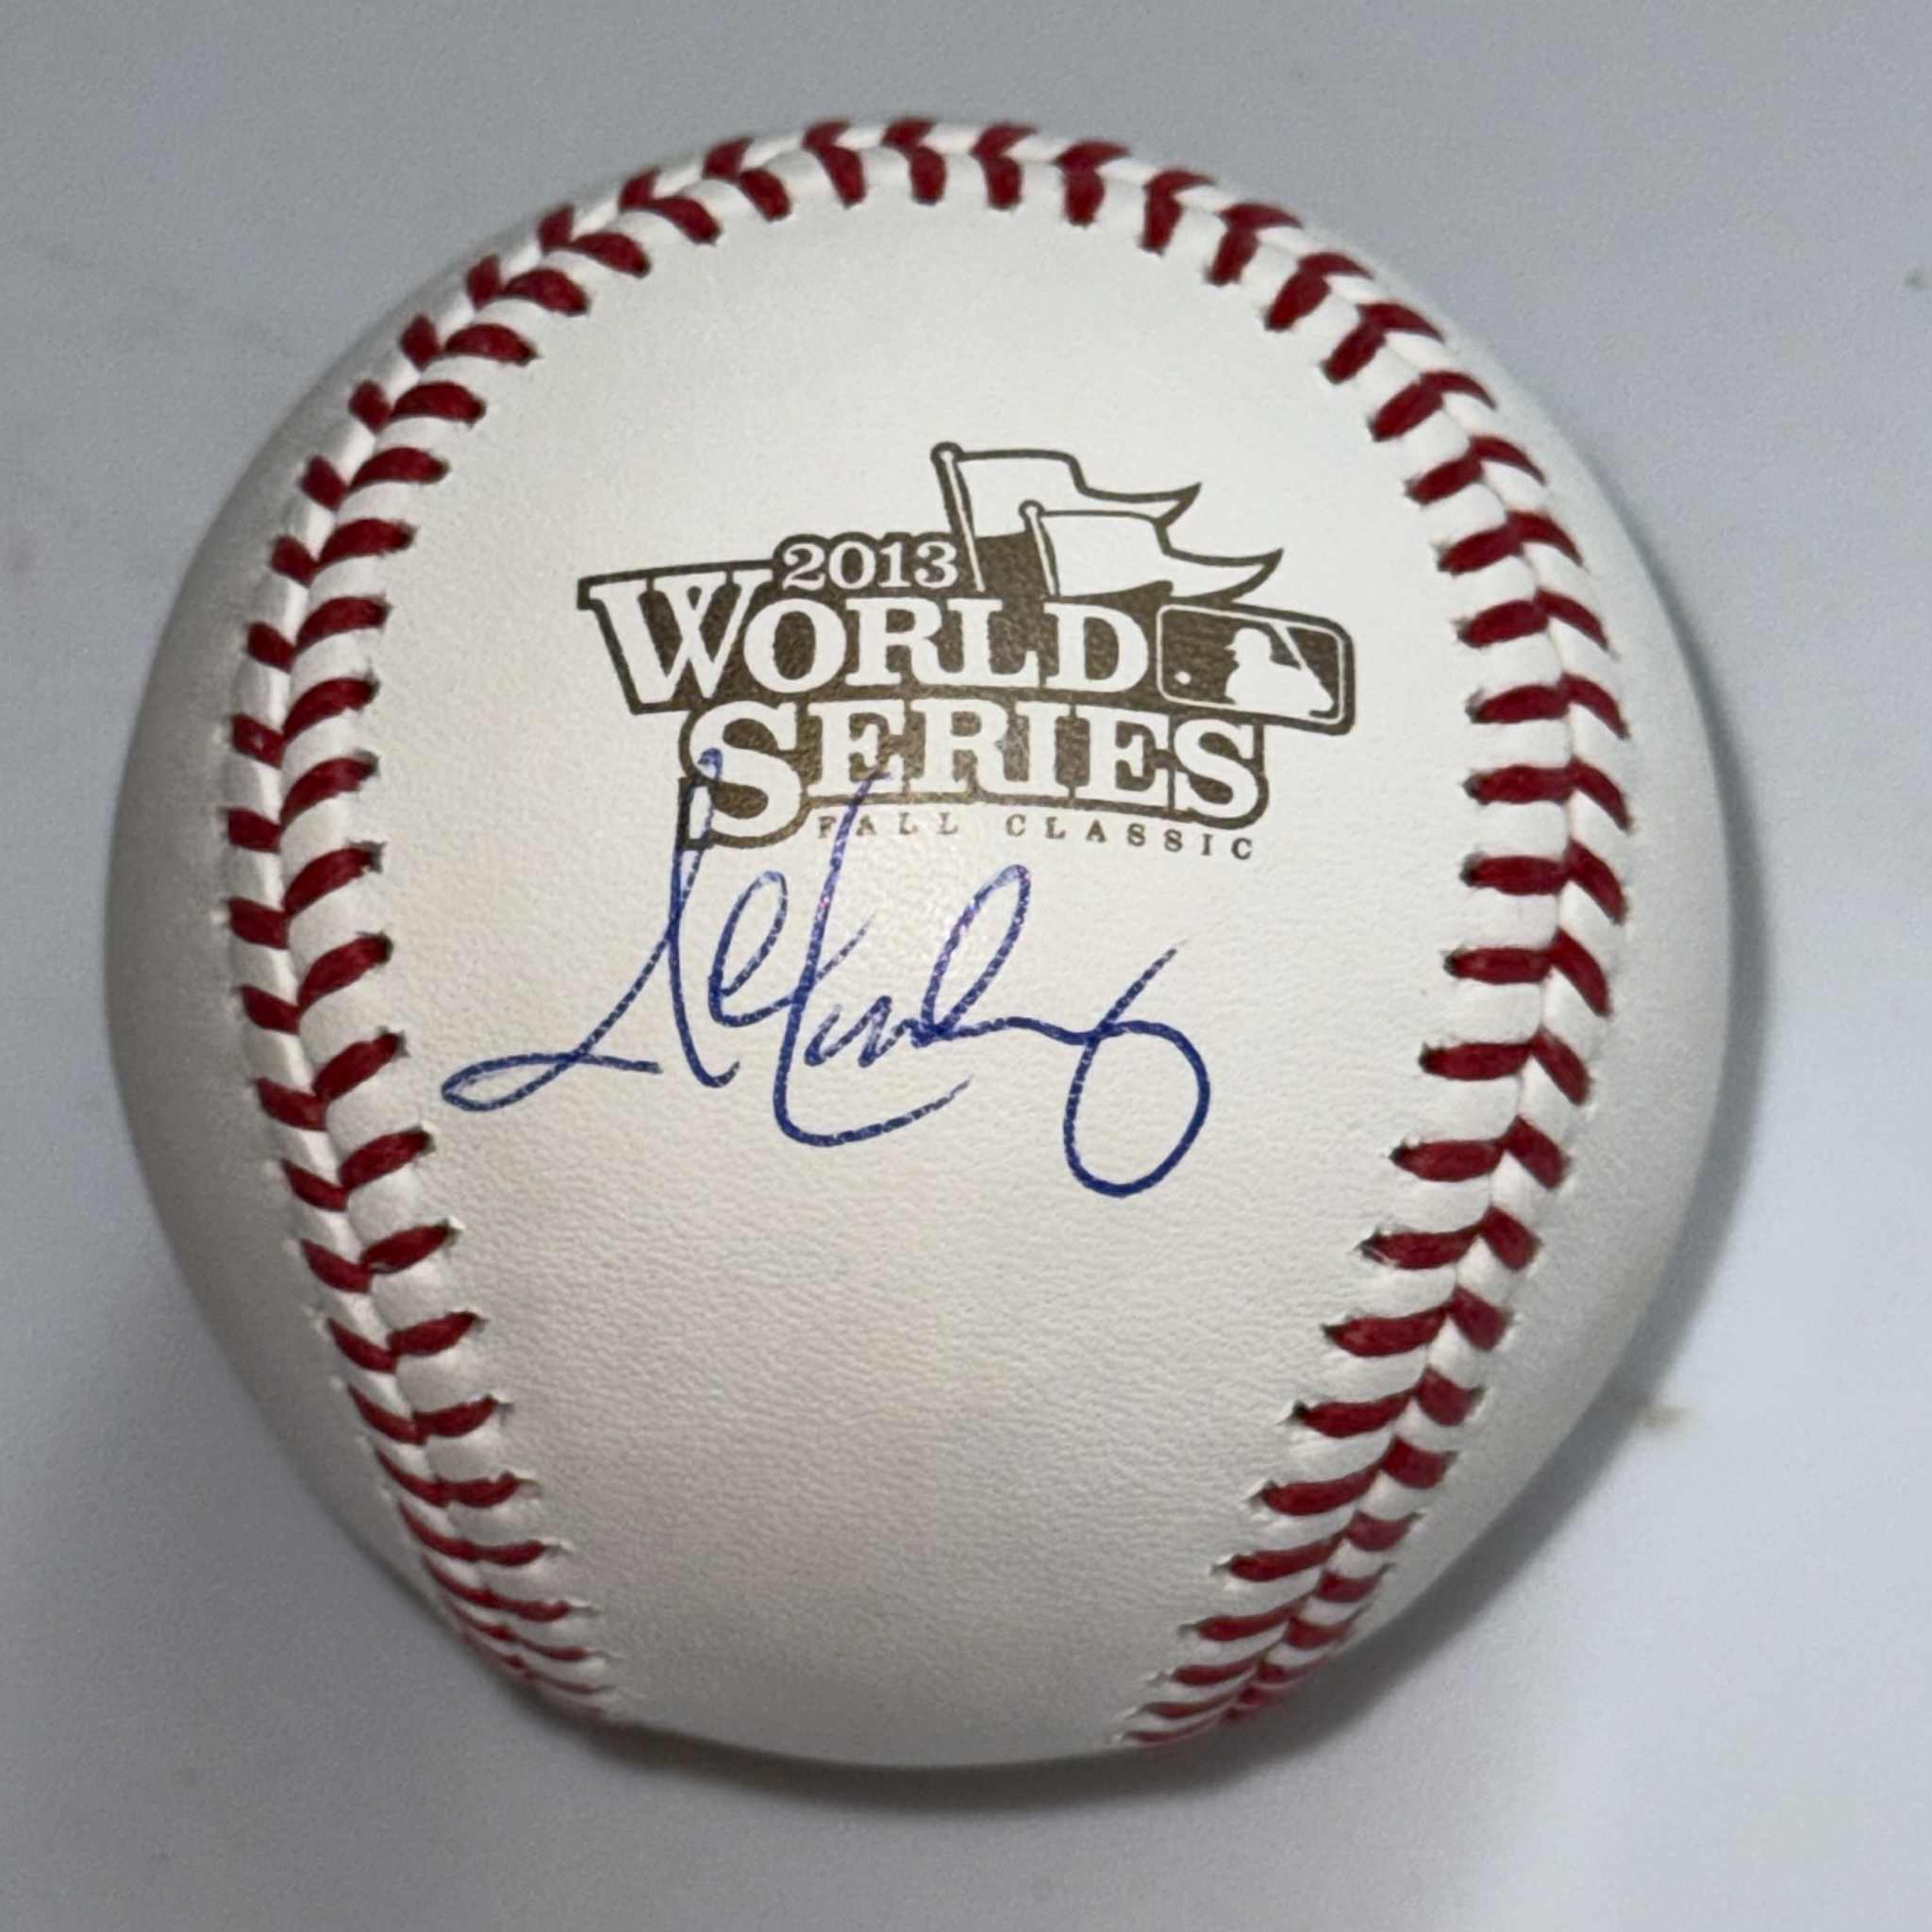 2013
WORLD
SERIES
FALL CLASSIC